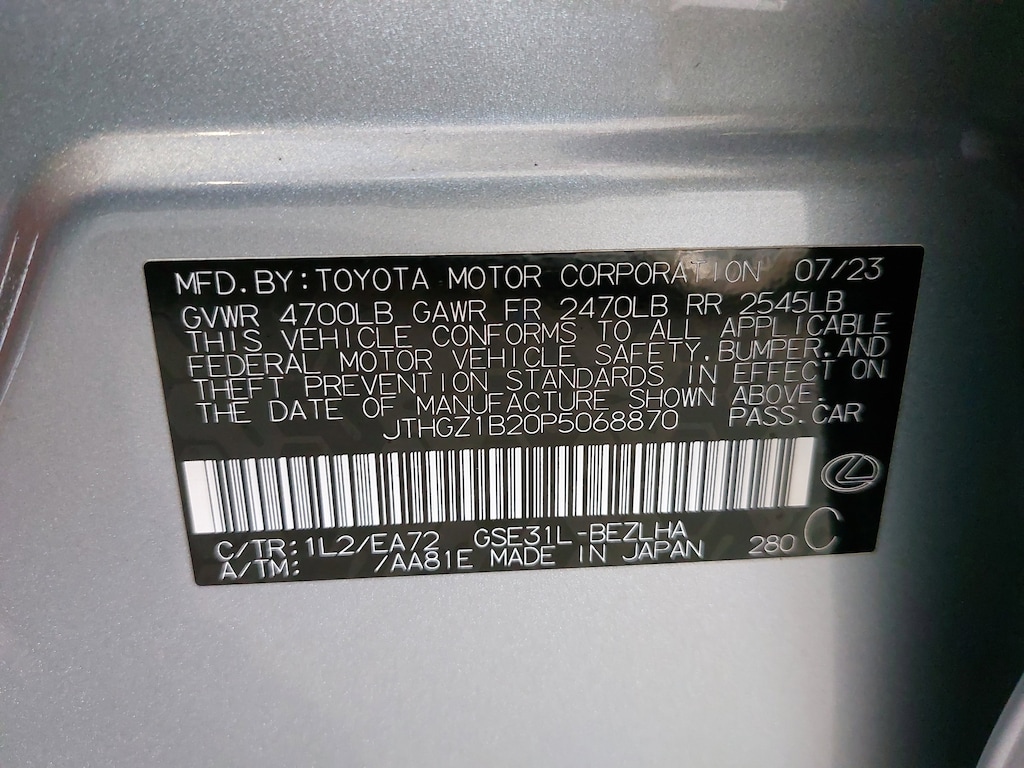 MFD. BY: TOYOTA MOTOR CORPORATION 07/23
GVWR 4700LB GAWR FR 2470LB RR 2545LB
THIS VEHICLE CONFORMS TO ALL APPLICABLE
FEDERAL MOTOR VEHICLE SAFETY, BUMPER, AND
THEFT PREVENTION STANDARDS IN EFFECT ON
THE DATE OF MANUFACTURE SHOWN ABOVE.
JTHGZ1B20P5068870 PASS. CAR
C/TR: 1L2/EA72 GSE31L-BEZLHA
A/TM: /AA81E MADE IN JAPAN 280 C